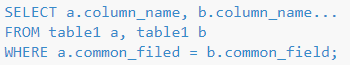 SELECT a.column_name, b.column_name...
FROM table1 a, table1 b
WHERE a.common_filed = b.common_field;